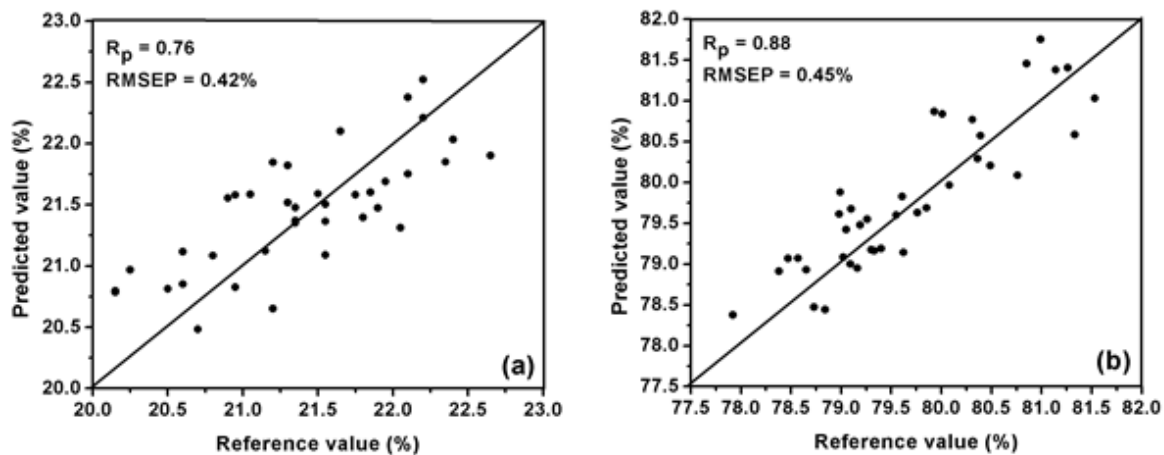 R_p = 0.76
RMSEP = 0.42%
Predicted value (%)
23.0
22.5
22.0
21.5
21.0
20.5
20.0
(a)
20.0 20.5 21.0 21.5 22.0 22.5 23.0
Reference value (%)
R_p = 0.88
RMSEP = 0.45%
Predicted value (%)
82.0
81.5
81.0
80.5
80.0
79.5
79.0
78.5
78.0
77.5
(b)
77.5 78.0 78.5 79.0 79.5 80.0 80.5 81.0 81.5 82.0
Reference value (%)